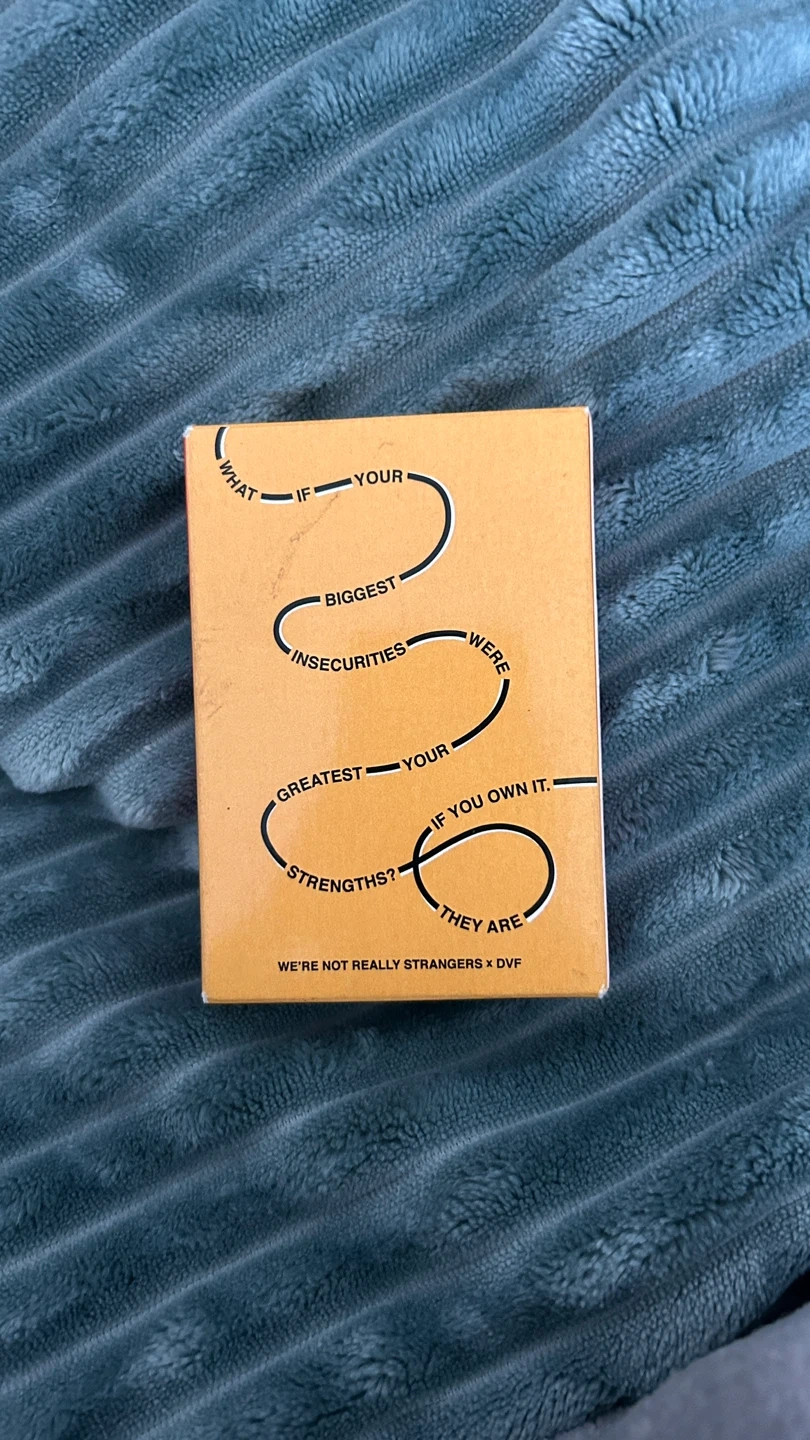 WHAT IF YOUR
BIGGEST
INSECURITIES WERE
GREATEST YOUR
STRENGTHS?
THEY ARE
IF YOU OWN IT.
WE'RE NOT REALLY STRANGERS x DVF